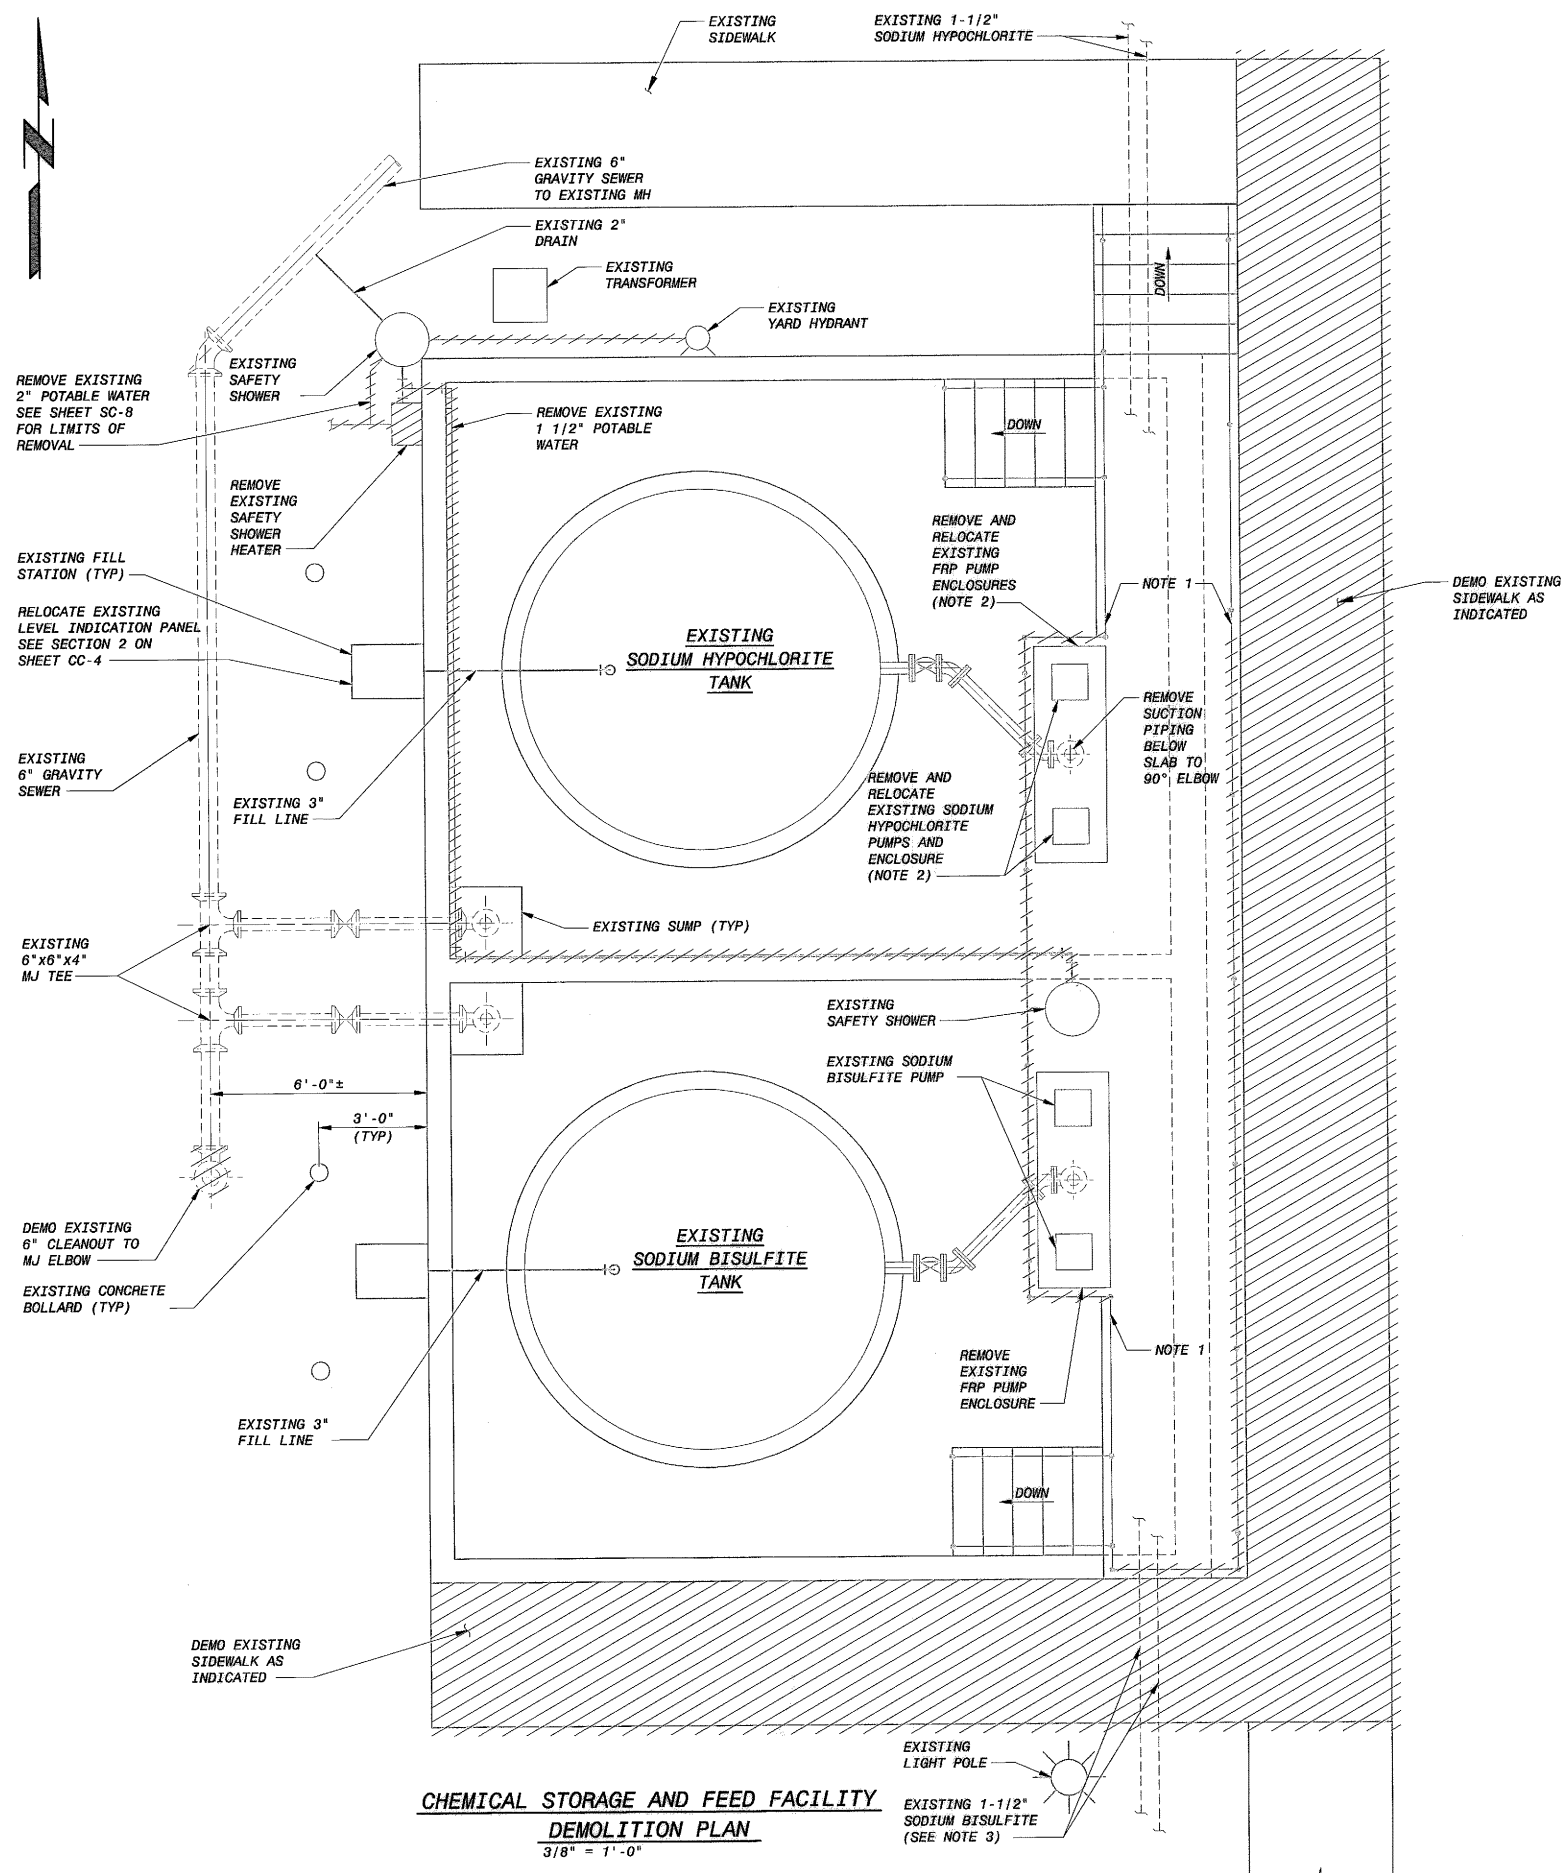 EXISTING
SIDEWALK
EXISTING 1-1/2"
SODIUM HYPOCHLORITE
N
EXISTING 6"
GRAVITY SEWER
TO EXISTING MH
EXISTING 2"
DRAIN
EXISTING
TRANSFORMER
DOWN
EXISTING
YARD HYDRANT
EXISTING
SAFETY
SHOWER
REMOVE EXISTING
2" POTABLE WATER
SEE SHEET SC-8
FOR LIMITS OF
REMOVAL
REMOVE EXISTING
1 1/2" POTABLE
WATER
DOWN
REMOVE
EXISTING
SAFETY
SHOWER
HEATER
REMOVE AND
RELOCATE
EXISTING
FRP PUMP
ENCLOSURES
(NOTE 2)
NOTE 1
DEMO EXISTING
SIDEWALK AS
INDICATED
EXISTING FILL
STATION (TYP)
RELOCATE EXISTING
LEVEL INDICATION PANEL
SEE SECTION 2 ON
SHEET CC-4
EXISTING
SODIUM HYPOCHLORITE
TANK
REMOVE
SUCTION
PIPING
BELOW
SLAB TO
90° ELBOW
EXISTING
6" GRAVITY
SEWER
EXISTING 3"
FILL LINE
REMOVE AND
RELOCATE
EXISTING SODIUM
HYPOCHLORITE
PUMPS AND
ENCLOSURE
(NOTE 2)
EXISTING SUMP (TYP)
EXISTING
6"x6"x4"
MJ TEE
EXISTING
SAFETY SHOWER
EXISTING SODIUM
BISULFITE PUMP
6'-0"±
3'-0"
(TYP)
DEMO EXISTING
6" CLEANOUT TO
MJ ELBOW
EXISTING CONCRETE
BOLLARD (TYP)
EXISTING
SODIUM BISULFITE
TANK
NOTE 1
REMOVE
EXISTING
FRP PUMP
ENCLOSURE
EXISTING 3"
FILL LINE
DOWN
DEMO EXISTING
SIDEWALK AS
INDICATED
EXISTING
LIGHT POLE
EXISTING 1-1/2"
SODIUM BISULFITE
(SEE NOTE 3)
CHEMICAL STORAGE AND FEED FACILITY
DEMOLITION PLAN
3/8" = 1'-0"